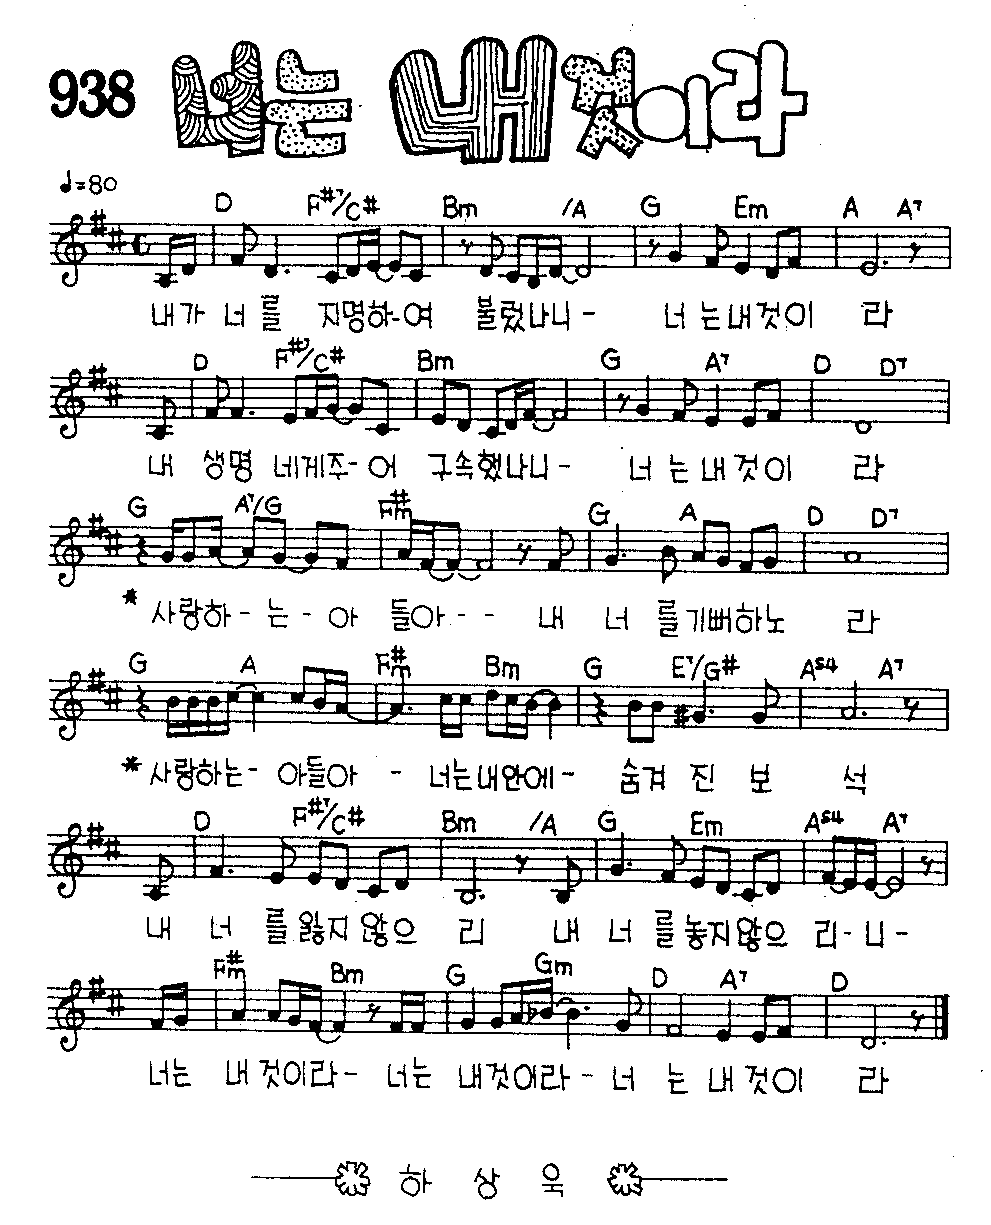 938 너는 내 것이라
♩=80
D F#7/C# Bm /A G Em A A7
내가 너를 지명하-여 불렀나니- 너는내것이 라
D F#7/C# Bm G A7 D D7
내 생명 네게주-어 구속했나니- 너는내것이 라
G A7/G F#m G A D D7
* 사랑하-는-아 들아-- 내 너를기뻐하노 라
G A F#m Bm G E7/G# Asus4 A7
* 사랑하는- 아들아 - 너는내안에- 숨겨 진 보 석
D F#7/C# Bm /A G Em Asus4 A7
내 너를잃지않으 리 내 너를놓지않으 리-니-
F#m Bm G Gm D A7 D
너는 내것이라- 너는 내것이라- 너 는 내것이 라
하 상 욱